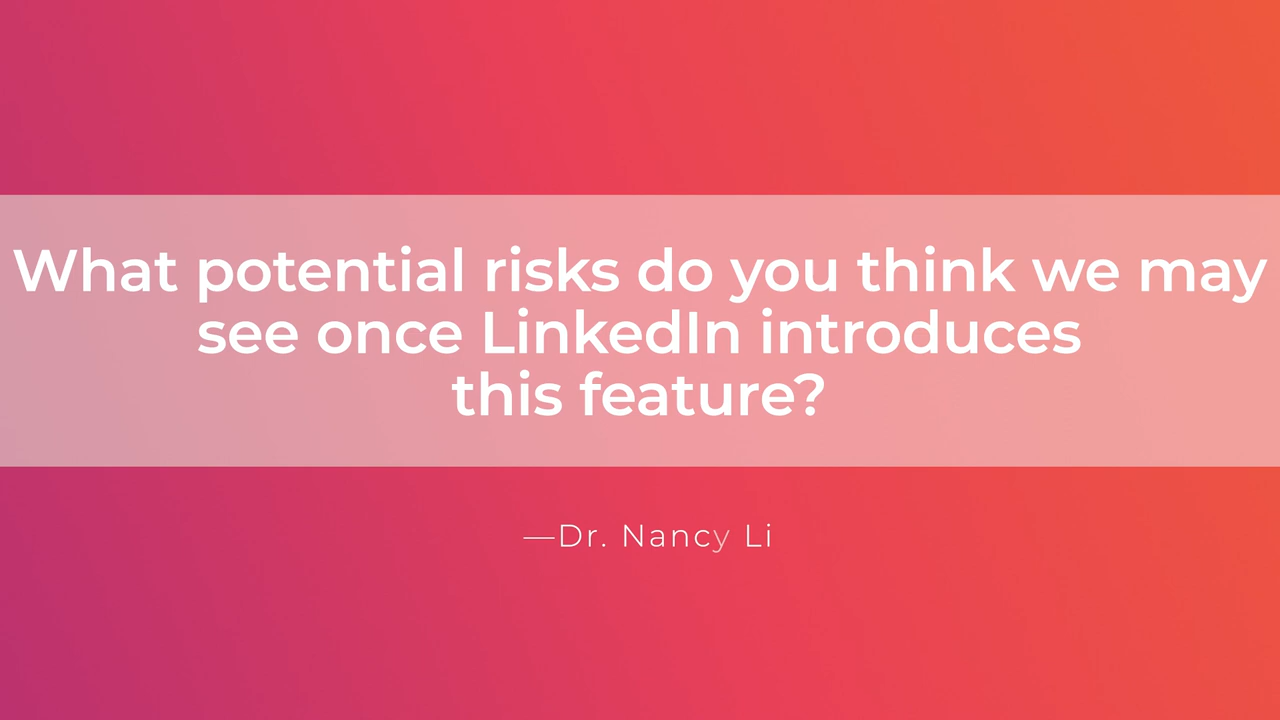 What potential risks do you think we may
see once LinkedIn introduces
this feature?
—Dr. Nancy Li